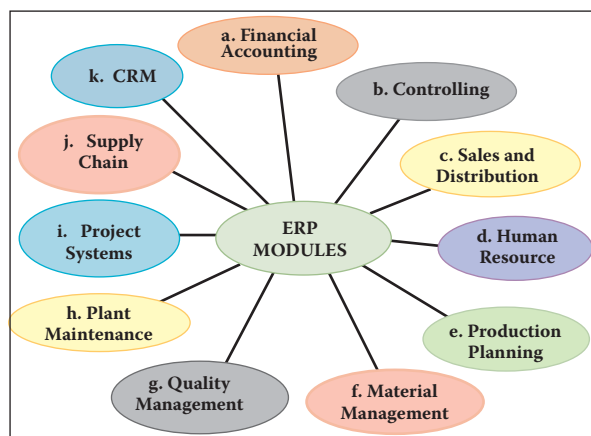 a. Financial
Accounting
b. Controlling
c. Sales and
Distribution
d. Human
Resource
e. Production
Planning
f. Material
Management
g. Quality
Management
h. Plant
Maintenance
i. Project
Systems
j. Supply
Chain
k. CRM
ERP
MODULES